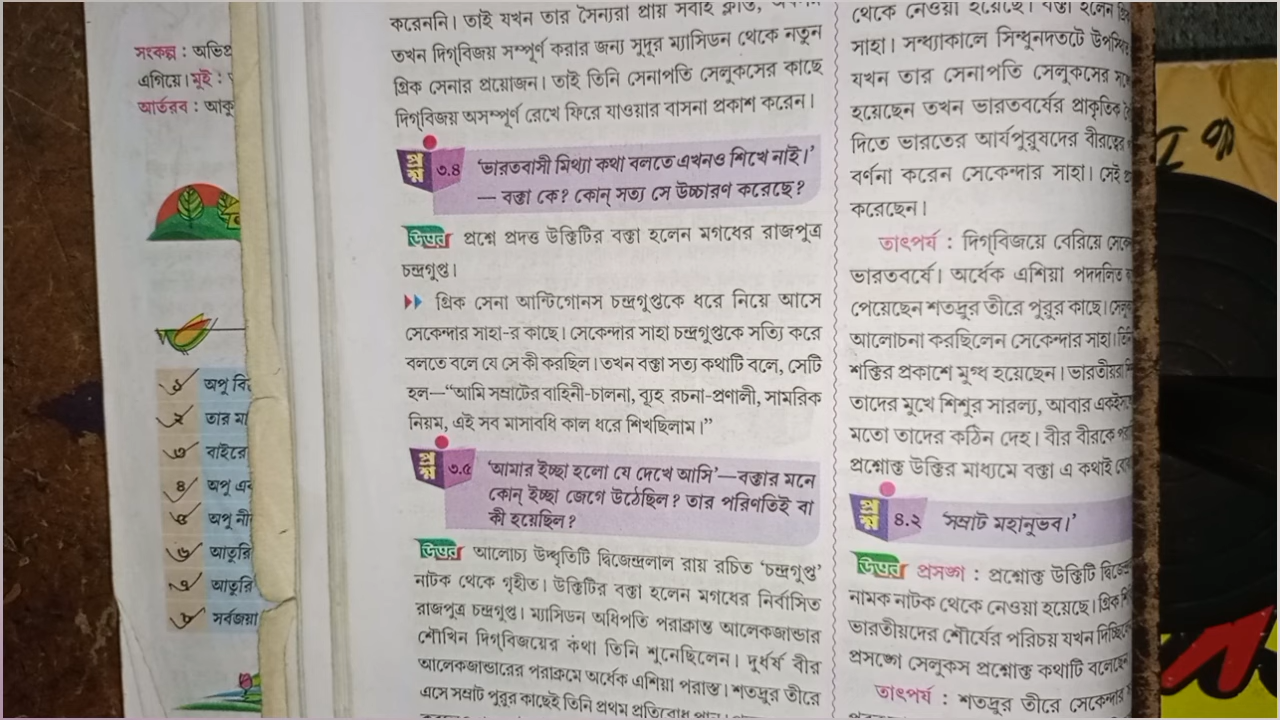 সংকল্প :
এগিয়ে। মূই :
আর্তরব :
৫ অপু
২ তার মা
৩ বাইরে
৪ অপু
৫ অপু
৬ আতুরি
৭ আতুরি
৮ সর্বজয়া
করেননি। তাই যখন তার সৈন্যরা প্রায় সবাই ক্লান্ত,
তখন দিগ্‌বিজয় সম্পূর্ণ করার জন্য সুদূর ম্যাসিডন থেকে নতুন
গ্রিক সেনার প্রয়োজন। তাই তিনি সেনাপতি সেলুকসের কাছে
দিগ্‌বিজয় অসম্পূর্ণ রেখে ফিরে যাওয়ার বাসনা প্রকাশ করেন।
প্রশ্ন ৩.৪ 'ভারতবাসী মিথ্যা কথা বলতে এখনও শিখে নাই।'
— বক্তা কে? কোন্ সত্য সে উচ্চারণ করেছে?
উত্তর প্রশ্নে প্রদত্ত উক্তিটির বক্তা হলেন মগধের রাজপুত্র
চন্দ্রগুপ্ত।
গ্রিক সেনা আন্টিগোনস চন্দ্রগুপ্তকে ধরে নিয়ে আসে
সেকেন্দার সাহা-র কাছে। সেকেন্দার সাহা চন্দ্রগুপ্তকে সত্যি করে
বলতে বলে যে সে কী করছিল। তখন বক্তা সত্য কথাটি বলে, সেটি
হল—"আমি সম্রাটের বাহিনী-চালনা, ব্যূহ রচনা-প্রণালী, সামরিক
নিয়ম, এই সব মাসাবধি কাল ধরে শিখছিলাম।"
প্রশ্ন ৩.৫ 'আমার ইচ্ছা হলো যে দেখে আসি'—বক্তার মনে
কোন্ ইচ্ছা জেগে উঠেছিল? তার পরিণতিই বা
কী হয়েছিল?
উত্তর আলোচ্য উদ্ধৃতিটি দ্বিজেন্দ্রলাল রায় রচিত 'চন্দ্রগুপ্ত'
নাটক থেকে গৃহীত। উক্তিটির বক্তা হলেন মগধের নির্বাসিত
রাজপুত্র চন্দ্রগুপ্ত। ম্যাসিডন অধিপতি পরাক্রান্ত আলেকজান্ডার
শৌখিন দিগ্‌বিজয়ের কথা তিনি শুনেছিলেন। দুর্ধর্ষ বীর
আলেকজান্ডারের পরাক্রমে অর্ধেক এশিয়া পরাস্ত। শতদ্রুর তীরে
এসে সম্রাট পুরুর কাছেই তিনি প্রথম প্রতিরোধ পান।
থেকে নেওয়া হয়েছে। বক্তা হলেন
সাহা। সন্ধ্যাকালে সিন্ধুনদতটে উপস্থিত
যখন তার সেনাপতি সেলুকসের সঙ্গে
হয়েছেন তখন ভারতবর্ষের প্রাকৃতিক
দিতে ভারতের আর্যপুরুষদের বীরত্বের
বর্ণনা করেন সেকেন্দার সাহা। সেই
করেছেন।
তাৎপর্য : দিগ্‌বিজয়ে বেরিয়ে
ভারতবর্ষে। অর্ধেক এশিয়া পদদলিত
পেয়েছেন শতদ্রুর তীরে পুরুর কাছে।
আলোচনা করছিলেন সেকেন্দার সাহা।
শক্তির প্রকাশে মুগ্ধ হয়েছেন। ভারতীয়রা
তাদের মুখে শিশুর সারল্য, আবার
মতো তাদের কঠিন দেহ। বীর বীরকে
প্রশ্নোক্ত উক্তির মাধ্যমে বক্তা এ কথাই
প্রশ্ন ৪.২ 'সম্রাট মহানুভব।'
উত্তর প্রসঙ্গ : প্রশ্নোক্ত উক্তিটি
নামক নাটক থেকে নেওয়া হয়েছে। গ্রিক
ভারতীয়দের শৌর্যের পরিচয় যখন
প্রসঙ্গে সেলুকস প্রশ্নোক্ত কথাটি বলেছেন
তাৎপর্য : শতদ্রুর তীরে সেকেন্দার